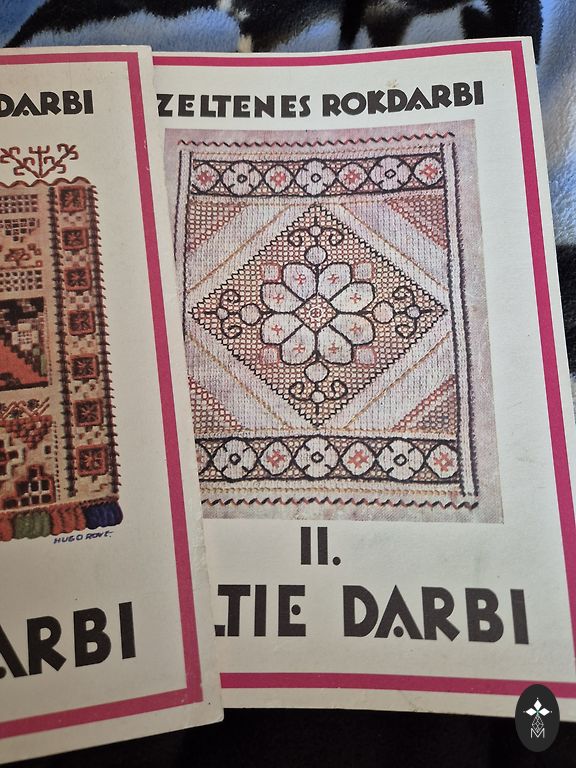 DARBI
HUGO ROVE.
ARBI
ZELTENES ROKDARBI
II.
LTIE DARBI